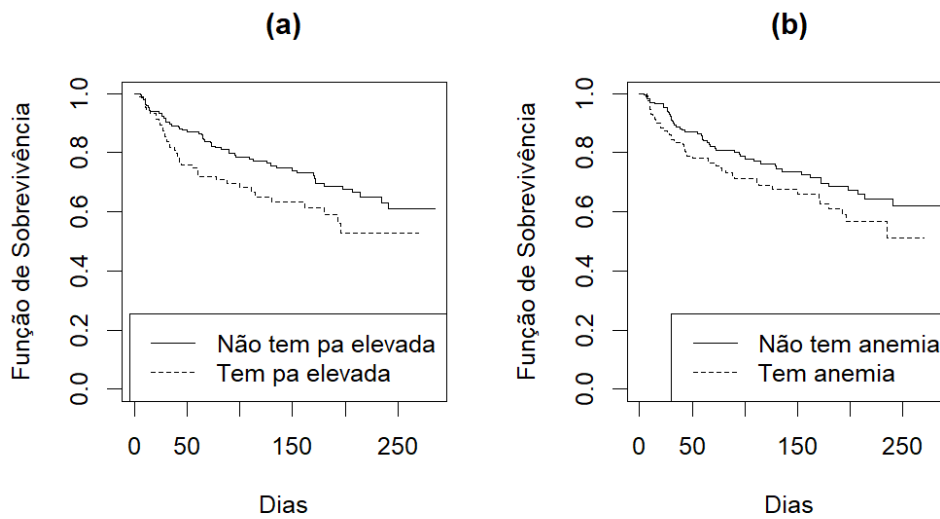 (a)
Função de Sobrevivência
1.0
0.8
0.6
0.4
0.2
0.0
Não tem pa elevada
Tem pa elevada
0 50 150 250
Dias
(b)
Função de Sobrevivência
1.0
0.8
0.6
0.4
0.2
0.0
Não tem anemia
Tem anemia
0 50 150 250
Dias